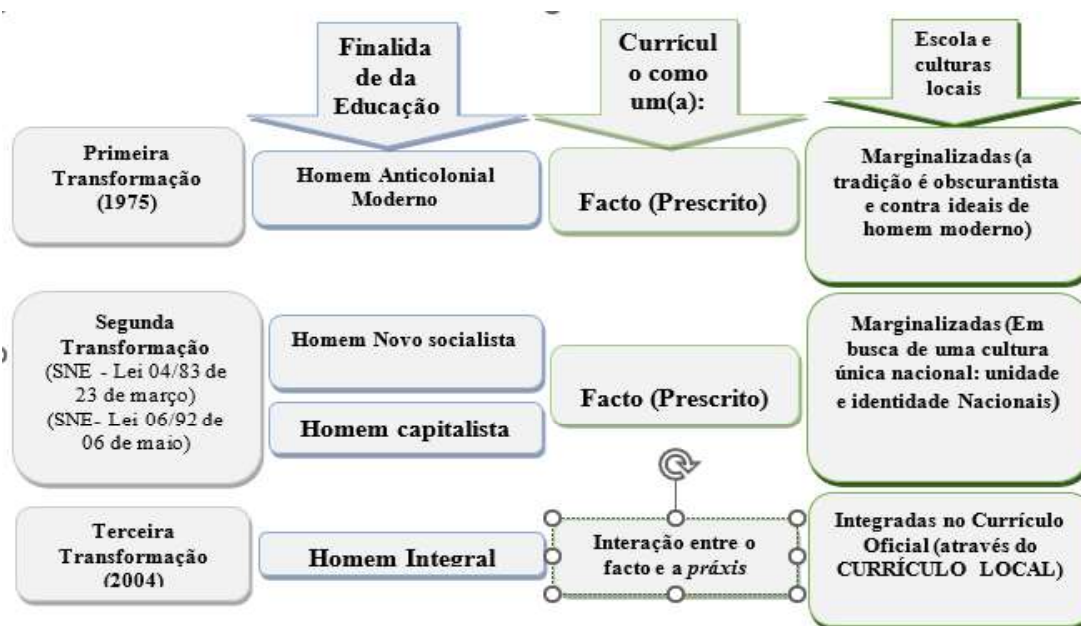 Finalida
de da
Educação
Currícul
o como
um(a):
Escola e
culturas
locais
Primeira
Transformação
(1975)
Homem Anticolonial
Moderno
Facto (Prescrito)
Marginalizadas (a
tradição é obscurantista
e contra ideais de
homem moderno)
Segunda
Transformação
(SNE - Lei 04/83 de
23 de março)
(SNE- Lei 06/92 de
06 de maio)
Homem Novo socialista
Homem capitalista
Facto (Prescrito)
Marginalizadas (Em
busca de uma cultura
única nacional: unidade
e identidade Nacionais)
Terceira
Transformação
(2004)
Homem Integral
Interação entre o
facto e a práxis
Integradas no Currículo
Oficial (através do
CURRÍCULO LOCAL)